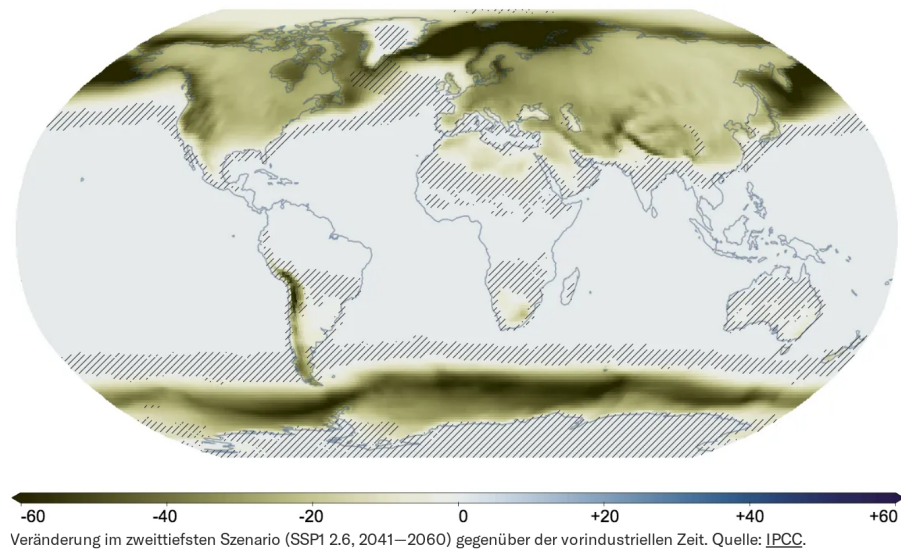 -60 -40 -20 0 +20 +40 +60
Veränderung im zweittiefsten Szenario (SSP1 2.6, 2041—2060) gegenüber der vorindustriellen Zeit. Quelle: IPCC.